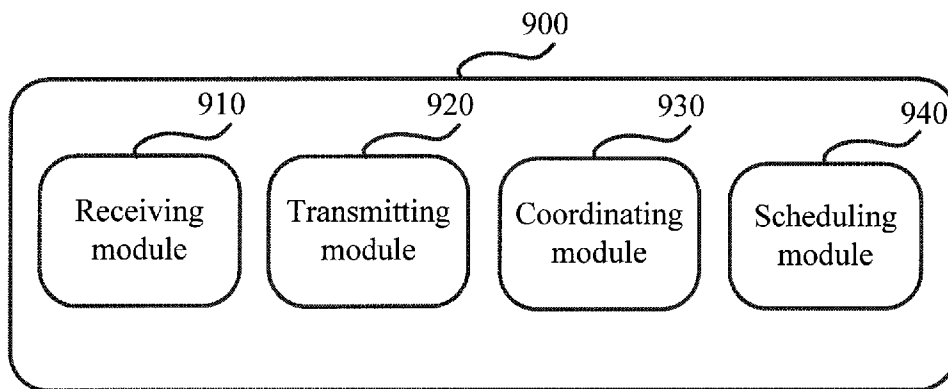 900
910
920
930
940
Receiving
module
Transmitting
module
Coordinating
module
Scheduling
module